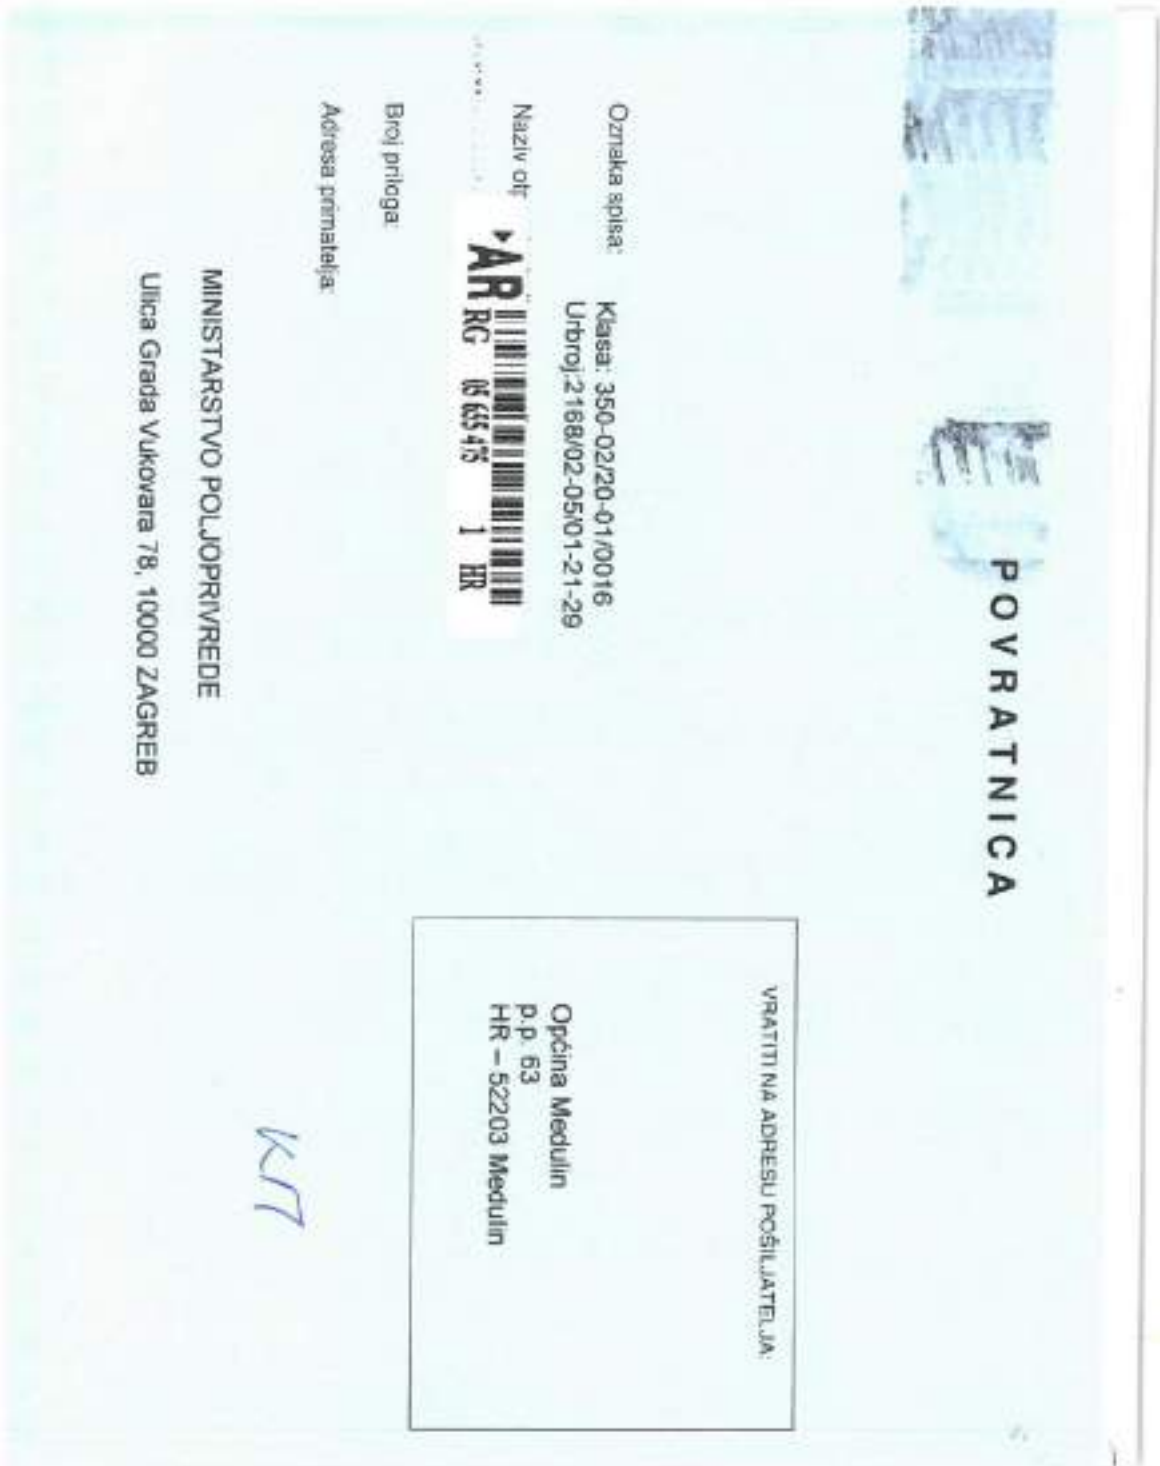 POVRATNICA
VRATITI NA ADRESU POŠILJATELJA:
Oznaka spisa: Klasa: 350-02/20-01/0016
Urbroj:2168/02-05/01-21-29
Općina Medulin
p.p. 63
HR – 52203 Medulin
Naziv
AR
RG 05 655 475 1 HR
Broj priloga:
Adresa primatelja:
MINISTARSTVO POLJOPRIVREDE
Ulica Grada Vukovara 78, 10000 ZAGREB